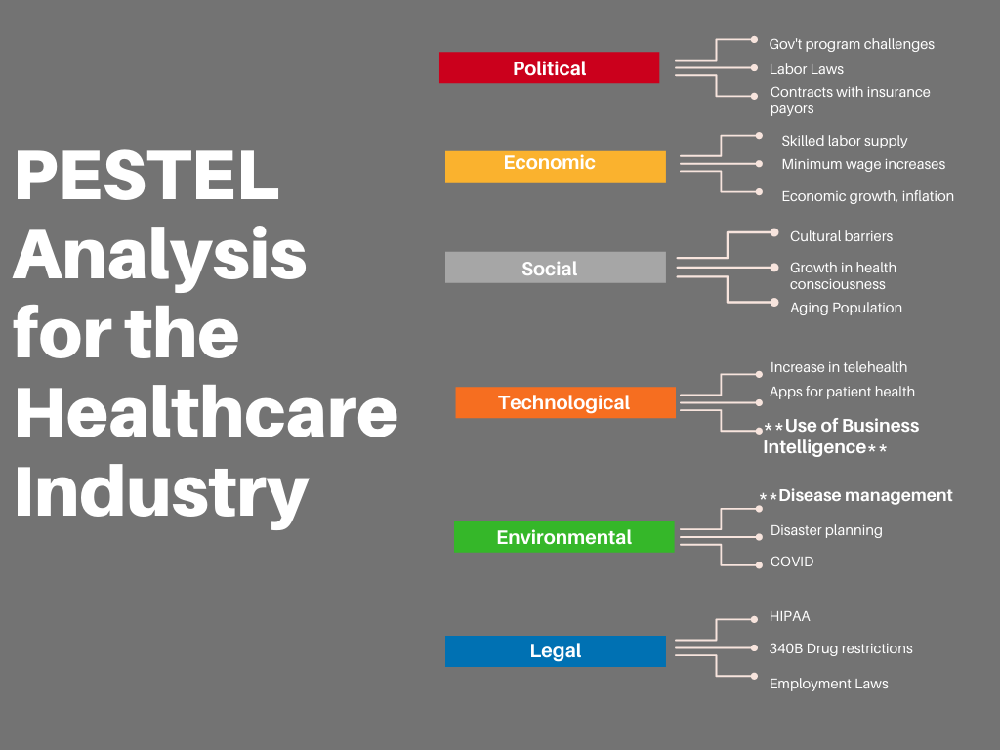 PESTEL
Analysis
for the
Healthcare
Industry
Political
Gov't program challenges
Labor Laws
Contracts with insurance
payors
Economic
Skilled labor supply
Minimum wage increases
Economic growth, inflation
Social
Cultural barriers
Growth in health
consciousness
Aging Population
Technological
Increase in telehealth
Apps for patient health
**Use of Business
Intelligence**
Environmental
**Disease management
Disaster planning
COVID
Legal
HIPAA
340B Drug restrictions
Employment Laws